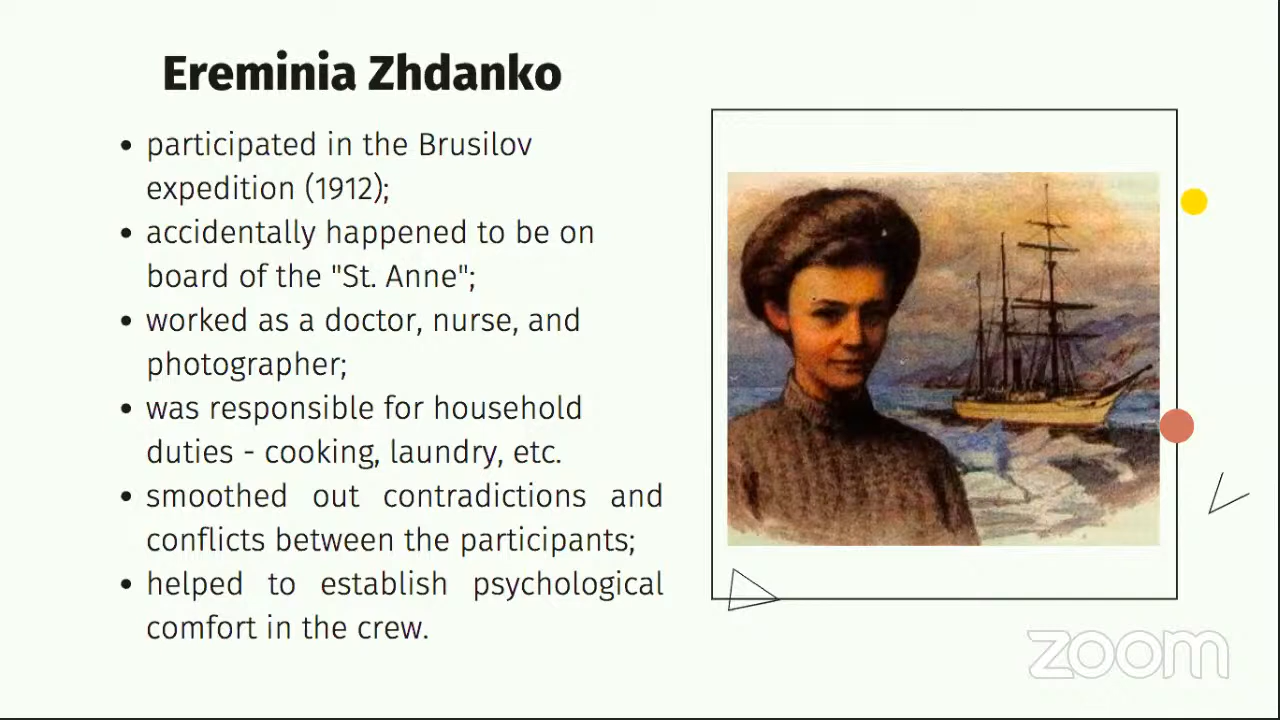 Ereminia Zhdanko
• participated in the Brusilov
expedition (1912);
• accidentally happened to be on
board of the "St. Anne";
• worked as a doctor, nurse, and
photographer;
• was responsible for household
duties - cooking, laundry, etc.
• smoothed out contradictions and
conflicts between the participants;
• helped to establish psychological
comfort in the crew.
zoom